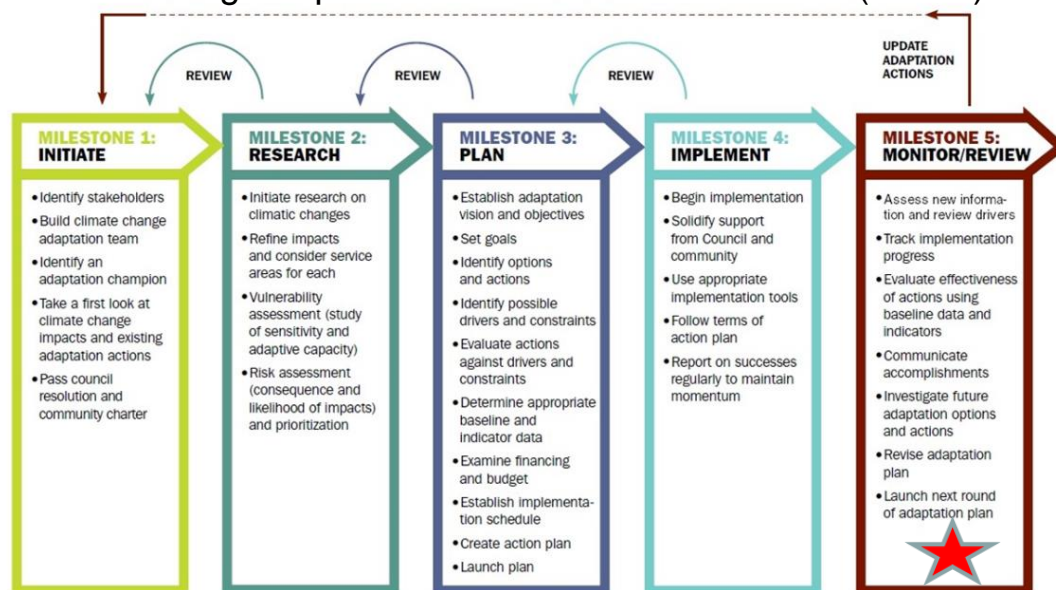 UPDATE
ADAPTATION
ACTIONS
REVIEW
REVIEW
REVIEW
MILESTONE 1:
INITIATE
• Identify stakeholders
• Build climate change
adaptation team
• Identify an
adaptation champion
• Take a first look at
climate change
impacts and existing
adaptation actions
• Pass council
resolution and
community charter
MILESTONE 2:
RESEARCH
• Initiate research on
climatic changes
• Refine impacts
and consider service
areas for each
• Vulnerability
assessment (study
of sensitivity and
adaptive capacity)
• Risk assessment
(consequence and
likelihood of impacts)
and prioritization
MILESTONE 3:
PLAN
• Establish adaptation
vision and objectives
• Set goals
• Identify options
and actions
• Identify possible
drivers and constraints
• Evaluate actions
against drivers and
constraints
• Determine appropriate
baseline and
indicator data
• Examine financing
and budget
• Establish implementa-
tion schedule
• Create action plan
• Launch plan
MILESTONE 4:
IMPLEMENT
• Begin implementation
• Solidify support
from Council and
community
• Use appropriate
implementation tools
• Follow terms of
action plan
• Report on successes
regularly to maintain
momentum
MILESTONE 5:
MONITOR/REVIEW
• Assess new informa-
tion and review drivers
• Track implementation
progress
• Evaluate effectiveness
of actions using
baseline data and
indicators
• Communicate
accomplishments
• Investigate future
adaptation options
and actions
• Revise adaptation
plan
• Launch next round
of adaptation plan